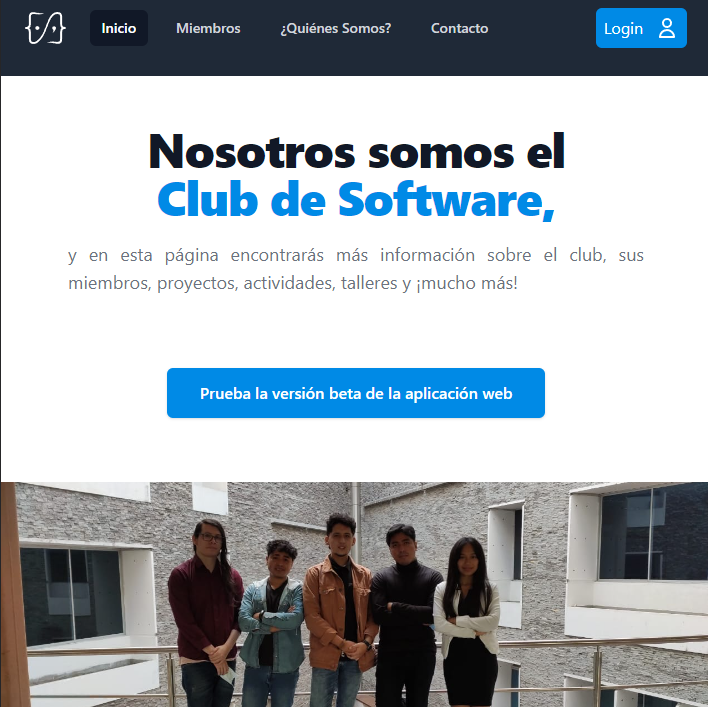 Inicio
Miembros
¿Quiénes Somos?
Contacto
Login
Nosotros somos el
Club de Software,
y en esta página encontrarás más información sobre el club, sus
miembros, proyectos, actividades, talleres y ¡mucho más!
Prueba la versión beta de la aplicación web